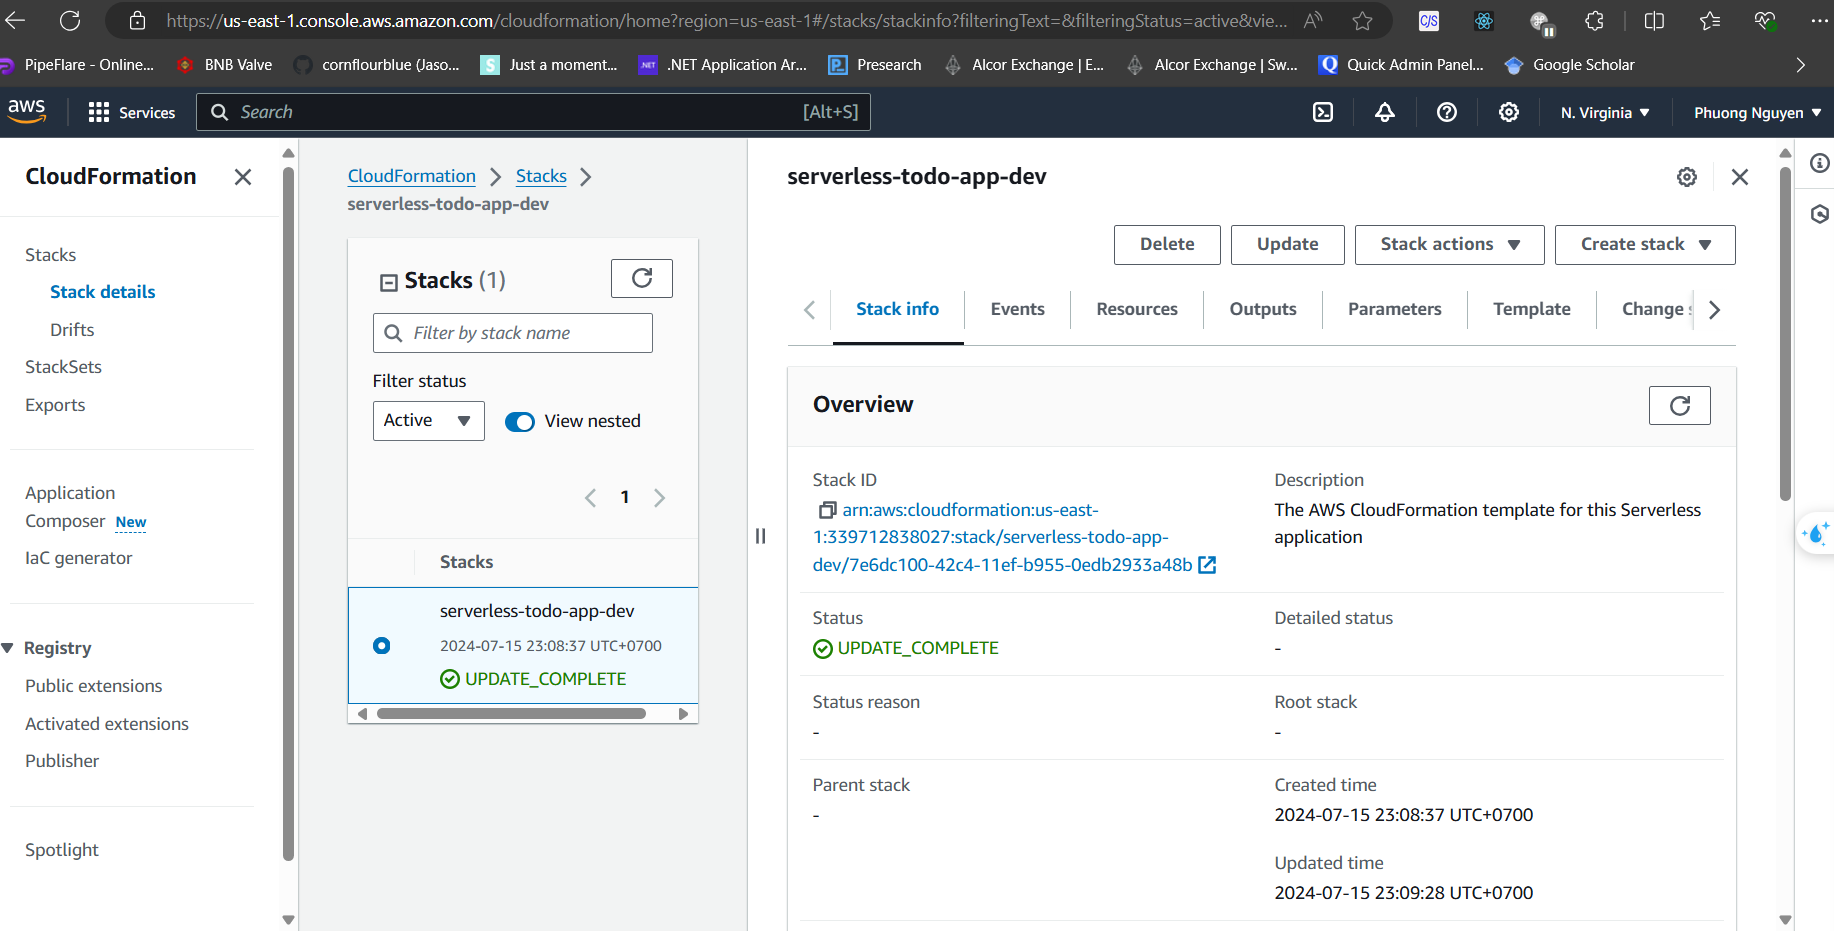 https://us-east-1.console.aws.amazon.com/cloudformation/home?region=us-east-1#/stacks/stackinfo?filteringText=&filteringStatus=active&vie...
PipeFlare - Online...
BNB Valve
cornflourblue (Jaso...
Just a moment...
.NET Application Ar...
Presearch
Alcor Exchange | E...
Alcor Exchange | Sw...
Quick Admin Panel...
Google Scholar
aws
Services
Search
[Alt+S]
N. Virginia
Phuong Nguyen
CloudFormation
Stacks
Stack details
Drifts
StackSets
Exports
Application
Composer New
IaC generator
Registry
Public extensions
Activated extensions
Publisher
Spotlight
CloudFormation
Stacks
serverless-todo-app-dev
Stacks (1)
Filter by stack name
Filter status
Active
View nested
1
Stacks
serverless-todo-app-dev
2024-07-15 23:08:37 UTC+0700
UPDATE_COMPLETE
serverless-todo-app-dev
Delete
Update
Stack actions
Create stack
Stack info
Events
Resources
Outputs
Parameters
Template
Change s
Overview
Stack ID
arn:aws:cloudformation:us-east-
1:339712838027:stack/serverless-todo-app-
dev/7e6dc100-42c4-11ef-b955-0edb2933a48b
Description
The AWS CloudFormation template for this Serverless
application
Status
UPDATE_COMPLETE
Detailed status
-
Status reason
-
Root stack
-
Parent stack
-
Created time
2024-07-15 23:08:37 UTC+0700
Updated time
2024-07-15 23:09:28 UTC+0700